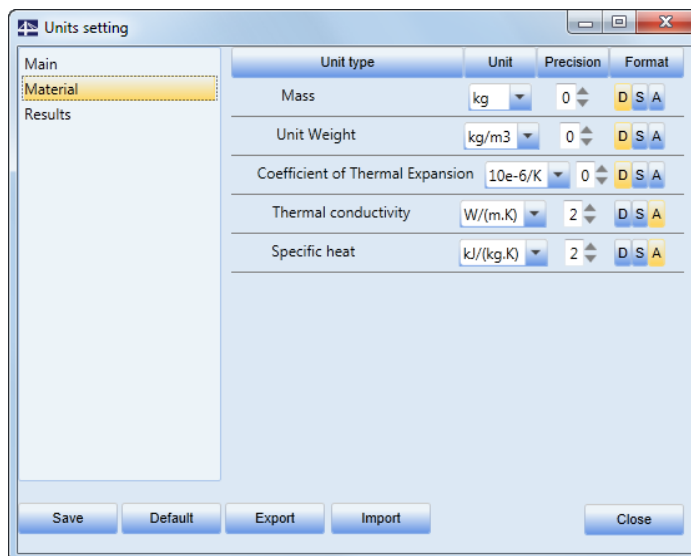 Units setting
Main
Material
Results
Unit type Unit Precision Format
Mass kg 0 D S A
Unit Weight kg/m3 0 D S A
Coefficient of Thermal Expansion 10e-6/K 0 D S A
Thermal conductivity W/(m.K) 2 D S A
Specific heat kJ/(kg.K) 2 D S A
Save Default Export Import Close